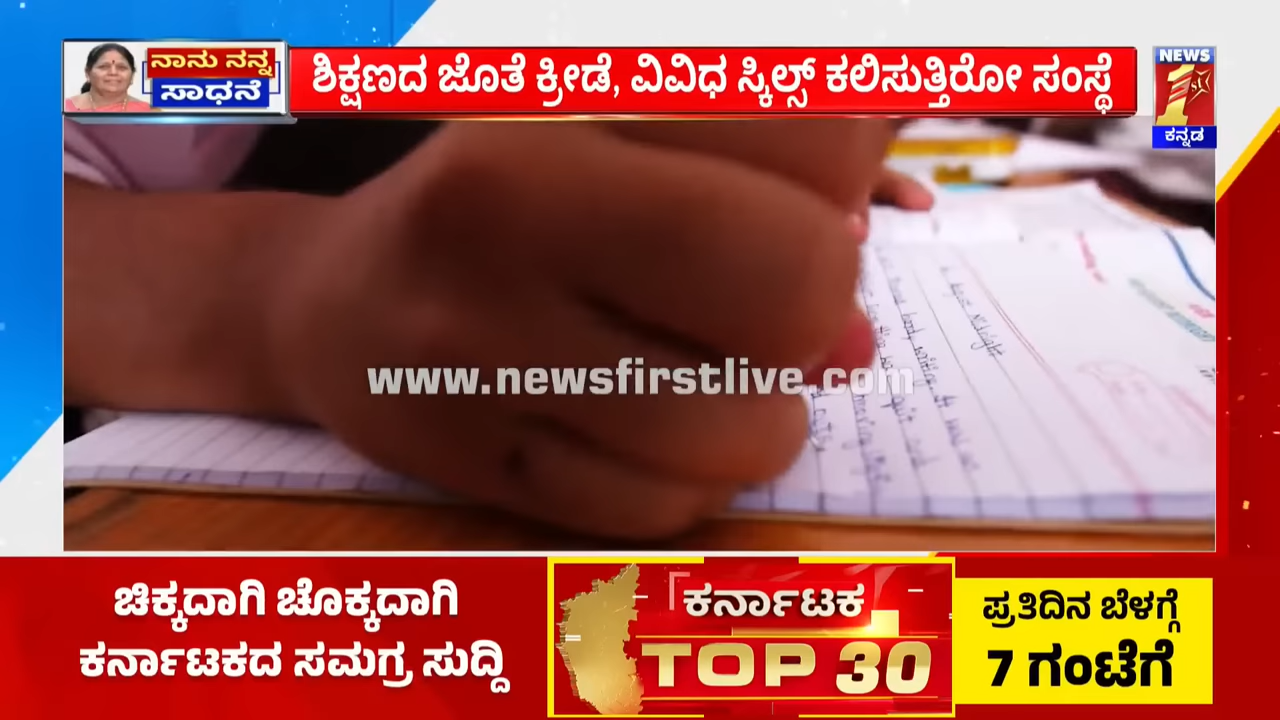 ನಾನು ನನ್ನ
ಸಾಧನೆ
ಶಿಕ್ಷಣದ ಜೊತೆ ಕ್ರೀಡೆ, ವಿವಿಧ ಸ್ಕಿಲ್ಸ್ ಕಲಿಸುತ್ತಿರೋ ಸಂಸ್ಥೆ
NEWS
1st
ಕನ್ನಡ
www.newsfirstlive.com
ಚಿಕ್ಕದಾಗಿ ಚೊಕ್ಕದಾಗಿ
ಕರ್ನಾಟಕದ ಸಮಗ್ರ ಸುದ್ದಿ
ಕರ್ನಾಟಕ
TOP 30
ಪ್ರತಿದಿನ ಬೆಳಗ್ಗೆ
7 ಗಂಟೆಗೆ